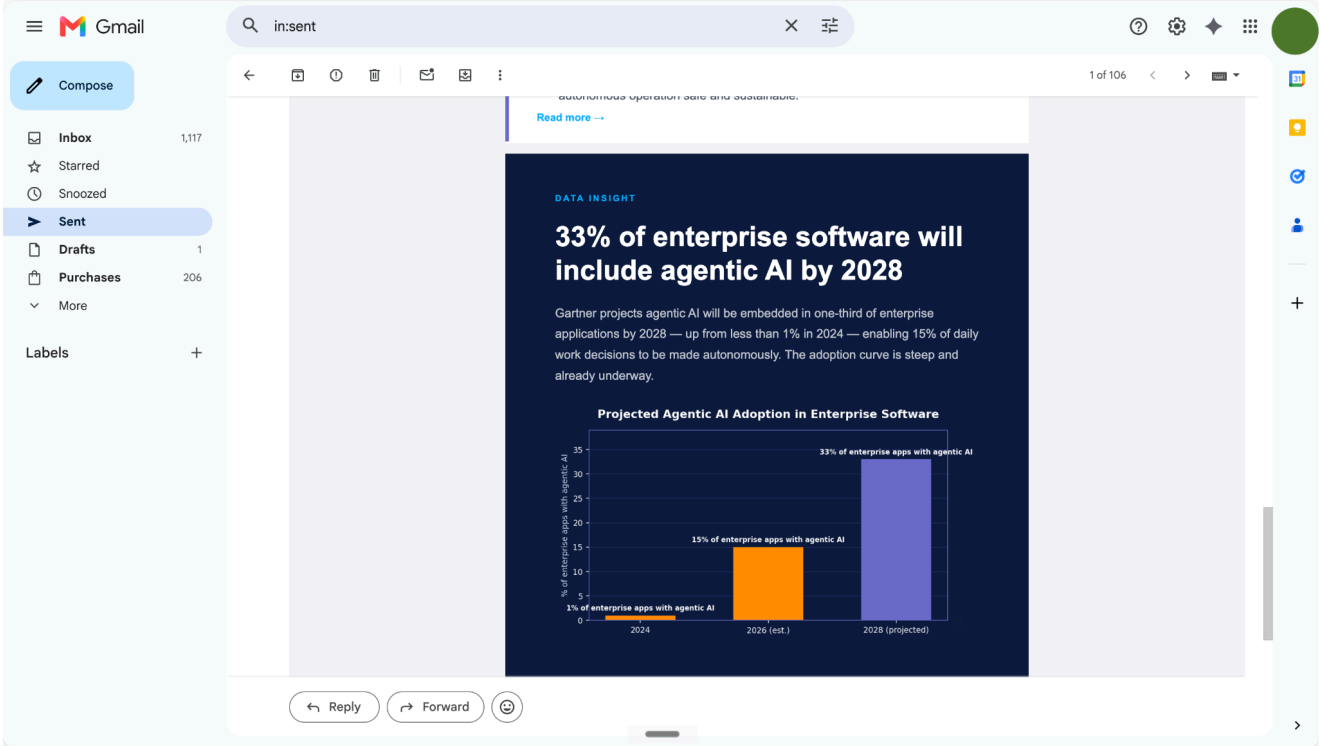 Gmail
in:sent
Compose
1 of 106
Inbox 1,117
Starred
Snoozed
Sent
Drafts 1
Purchases 206
More
Labels
31
autonomous operation safe and sustainable.
Read more →
DATA INSIGHT
33% of enterprise software will
include agentic AI by 2028
Gartner projects agentic AI will be embedded in one-third of enterprise
applications by 2028 — up from less than 1% in 2024 — enabling 15% of daily
work decisions to be made autonomously. The adoption curve is steep and
already underway.
Projected Agentic AI Adoption in Enterprise Software
% of enterprise apps with agentic AI
35
30
25
20
15
10
5
0
33% of enterprise apps with agentic AI
15% of enterprise apps with agentic AI
1% of enterprise apps with agentic AI
2024
2026 (est.)
2028 (projected)
Reply
Forward